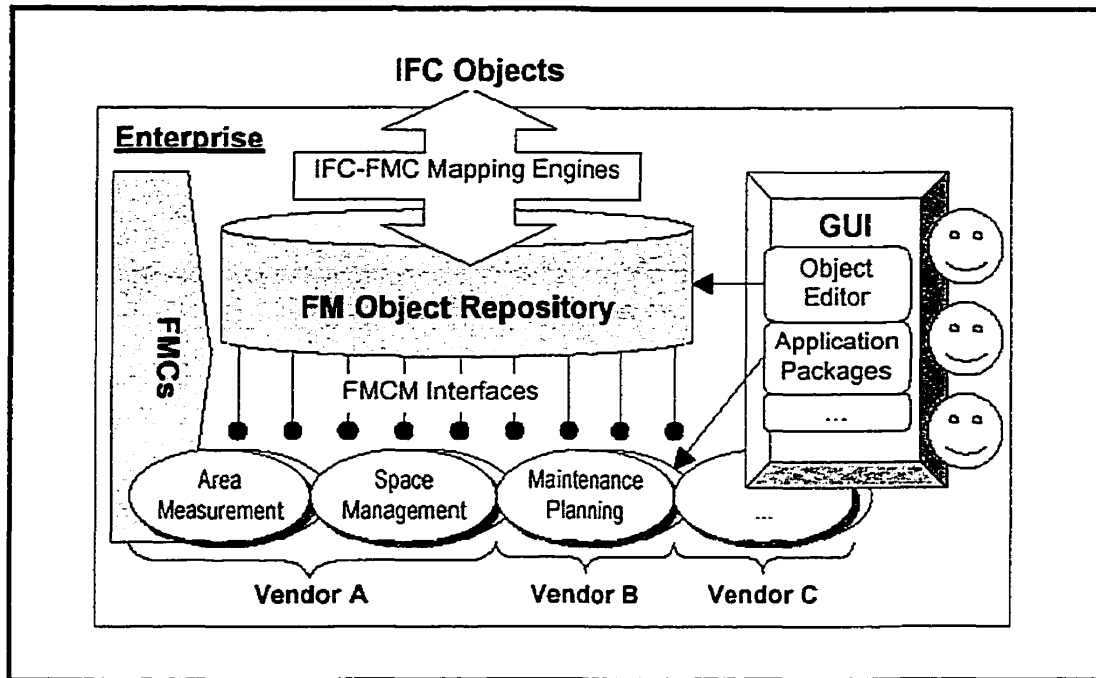 IFC Objects
Enterprise
IFC-FMC Mapping Engines
GUI
Object
Editor
FM Object Repository
FMCs
Application
Packages
FMCM Interfaces
...
Area
Measurement
Space
Management
Maintenance
Planning
...
Vendor A
Vendor B
Vendor C